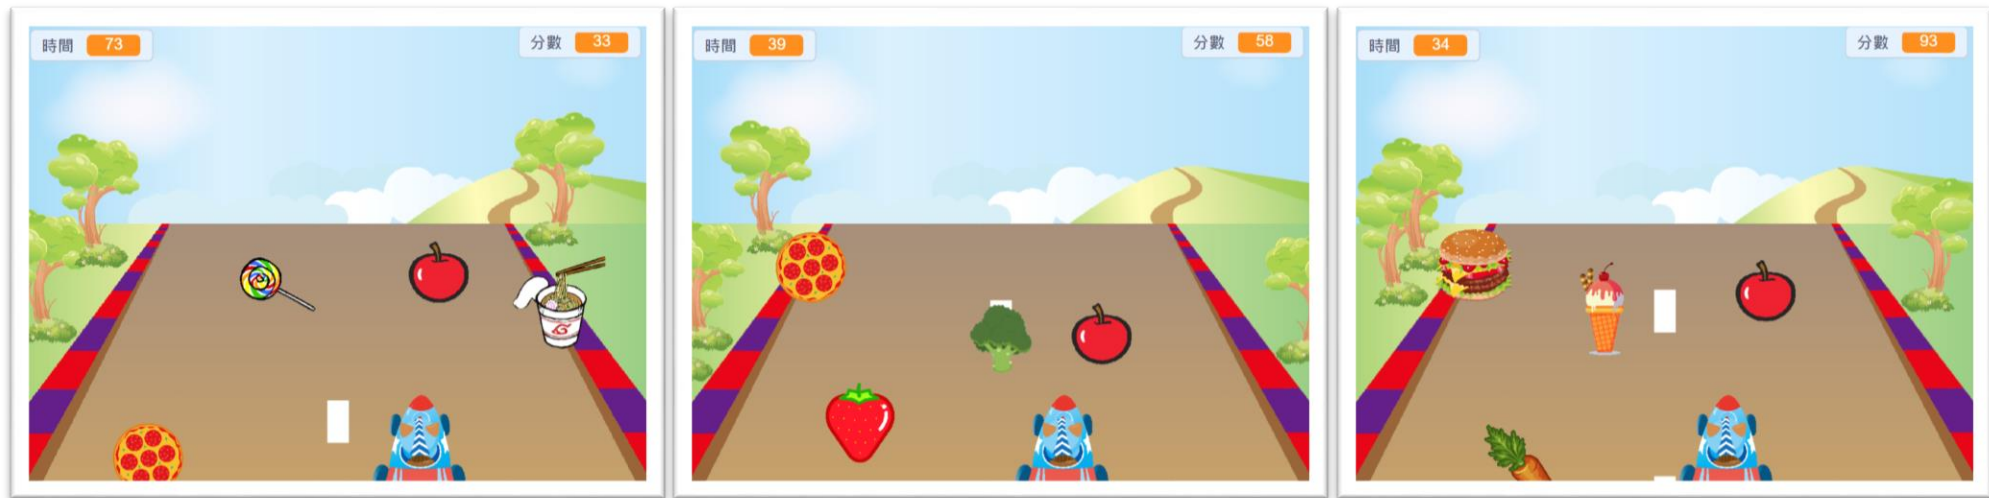 時間 73
分數 33
時間 39
分數 58
時間 34
分數 93